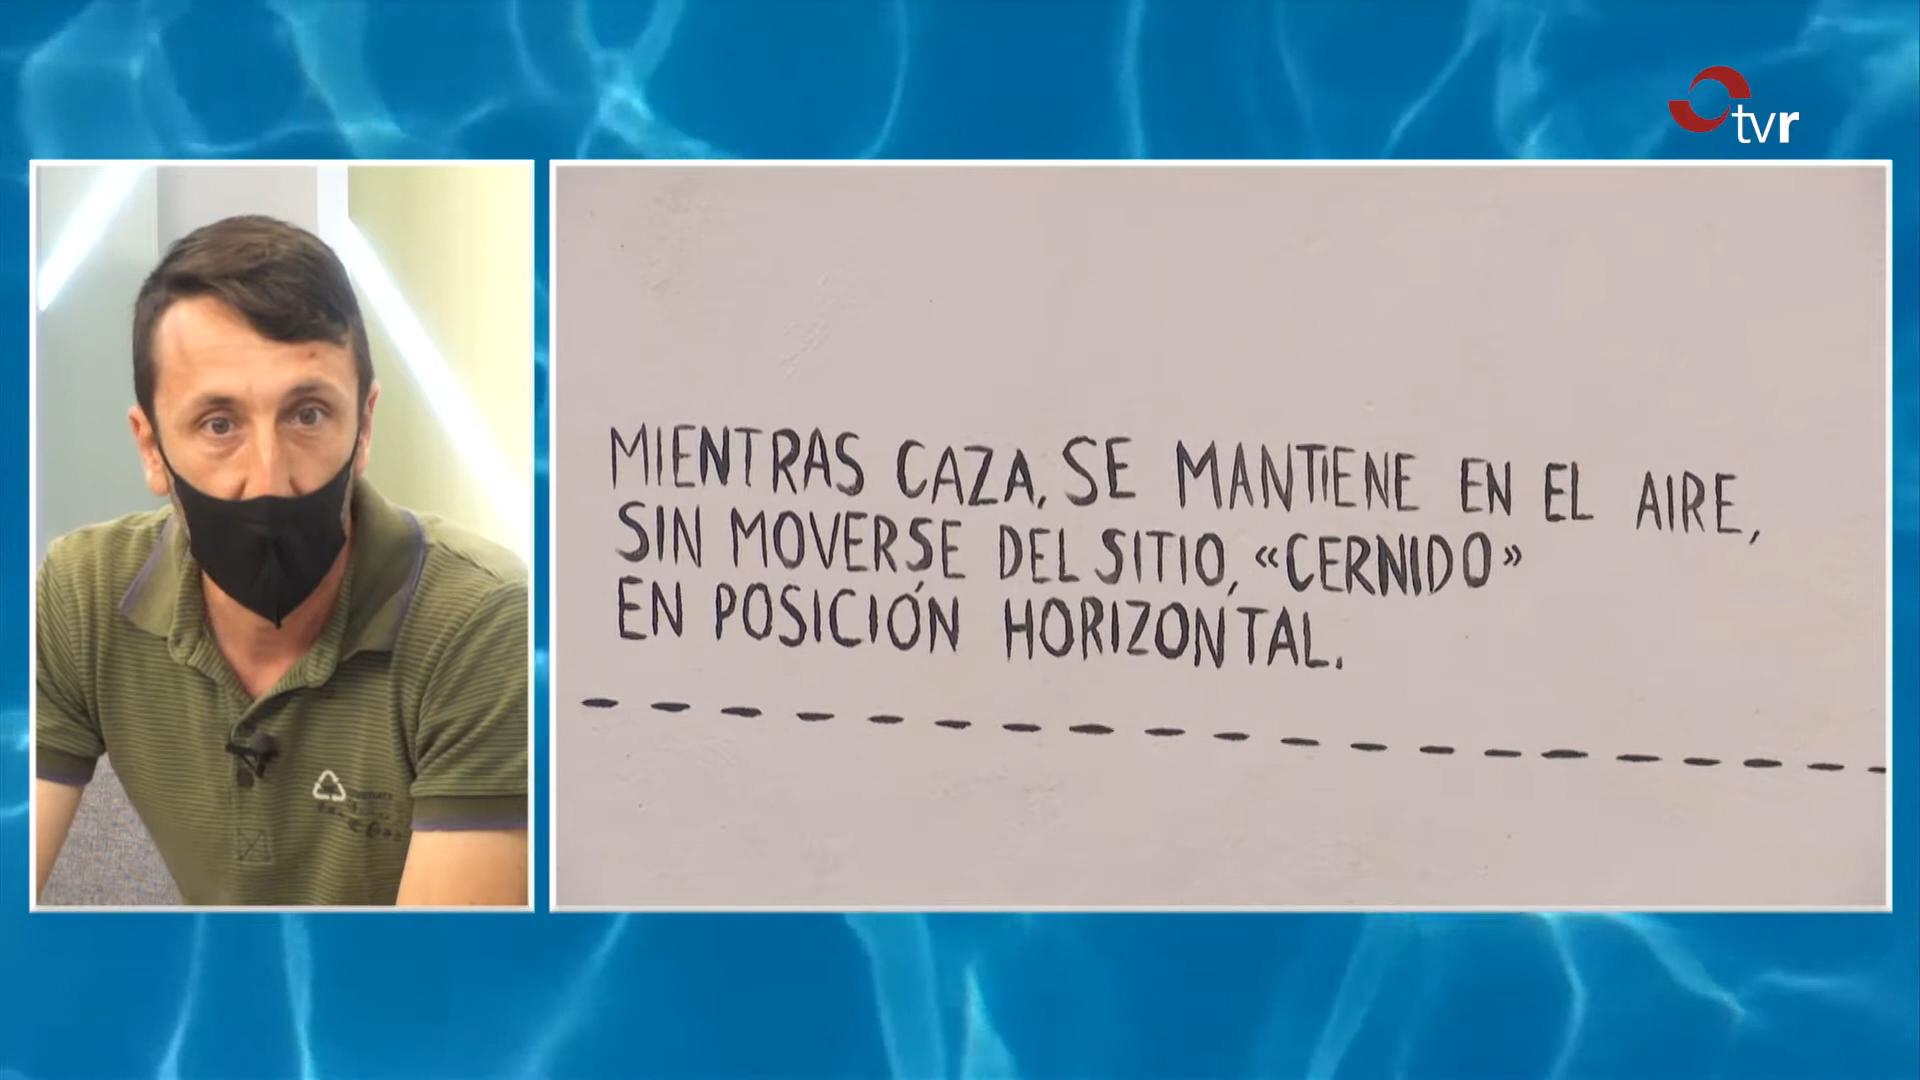 tvr
MIENTRAS CAZA, SE MANTIENE EN EL AIRE,
SIN MOVERSE DEL SITIO, «CERNIDO»
EN POSICIÓN HORIZONTAL.